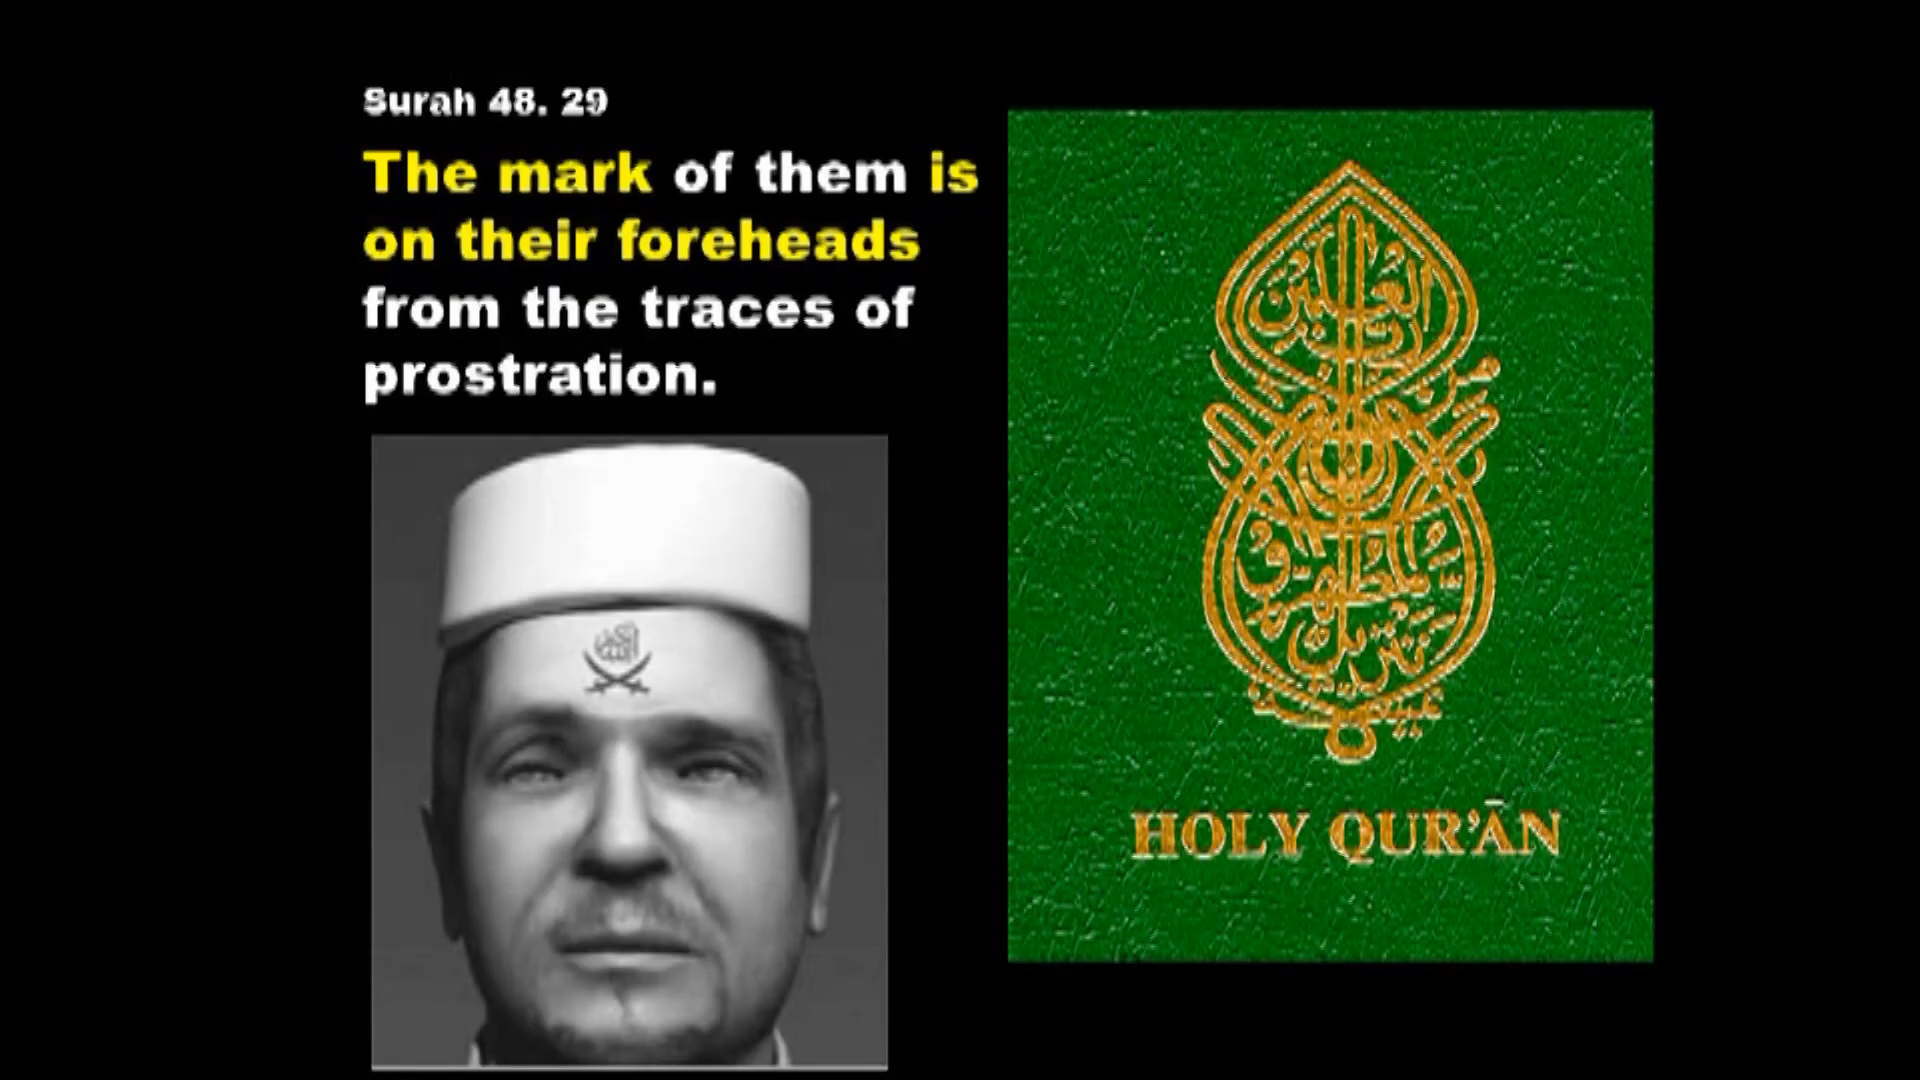 Surah 48. 29
The mark of them is
on their foreheads
from the traces of
prostration.
HOLY QUR'ĀN